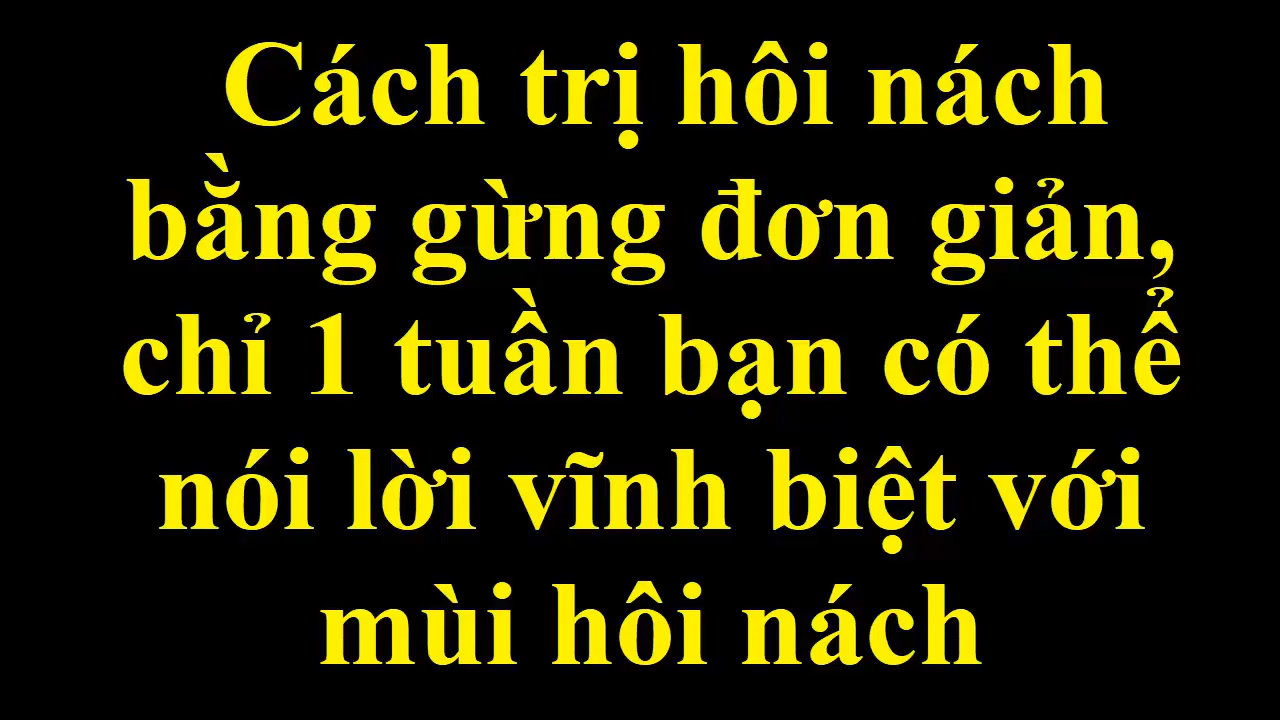 Cách trị hôi nách
bằng gừng đơn giản,
chỉ 1 tuần bạn có thể
nói lời vĩnh biệt với
mùi hôi nách